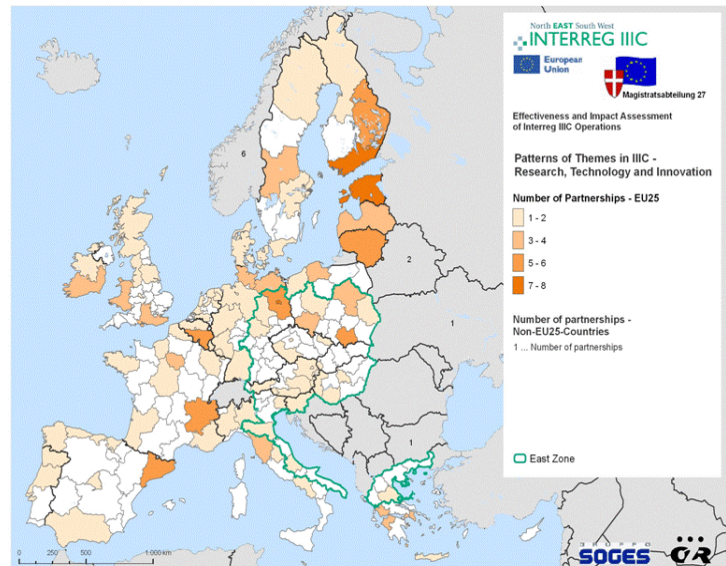 North EAST South West
INTERREG IIIC
European
Union
Magistratsabteilung 27
Effectiveness and Impact Assessment
of Interreg IIIC Operations
Patterns of Themes in IIIC -
Research, Technology and Innovation
Number of Partnerships - EU25
1 - 2
3 - 4
5 - 6
7 - 8
Number of partnerships -
Non-EU25-Countries
1 ... Number of partnerships
East Zone
6
2
1
1
0 250 500 1 000 km
GRUPPO
SOGES
ÖIR